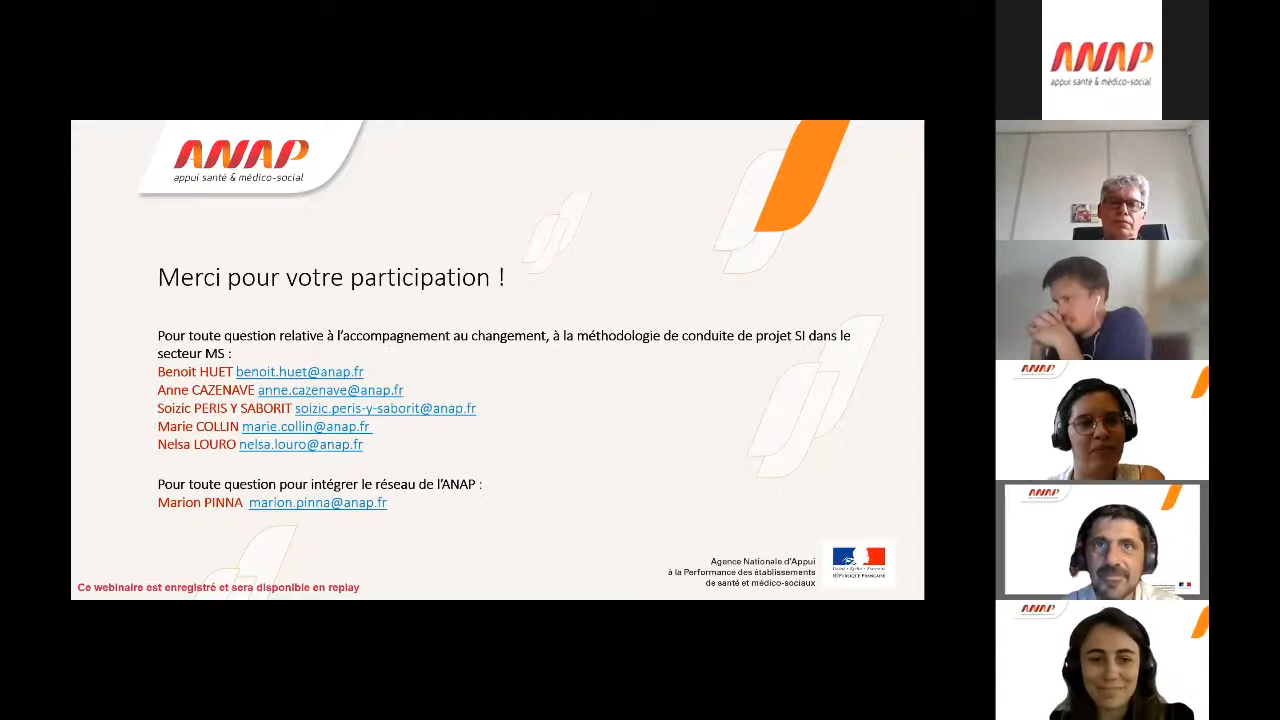 ANAP
appui santé & médico-social
Merci pour votre participation !
Pour toute question relative à l'accompagnement au changement, à la méthodologie de conduite de projet SI dans le
secteur MS :
Benoit HUET benoit.huet@anap.fr
Anne CAZENAVE anne.cazenave@anap.fr
Soizic PERIS Y SABORIT soizic.peris-y-saborit@anap.fr
Marie COLLIN marie.collin@anap.fr
Nelsa LOURO nelsa.louro@anap.fr
Pour toute question pour intégrer le réseau de l'ANAP :
Marion PINNA marion.pinna@anap.fr
Agence Nationale d'Appui
à la Performance des établissements
de santé et médico-sociaux
RÉPUBLIQUE FRANÇAISE
Ce webinaire est enregistré et sera disponible en replay
ANAP
appui santé & médico-social
ANAP
ANAP
ANAP